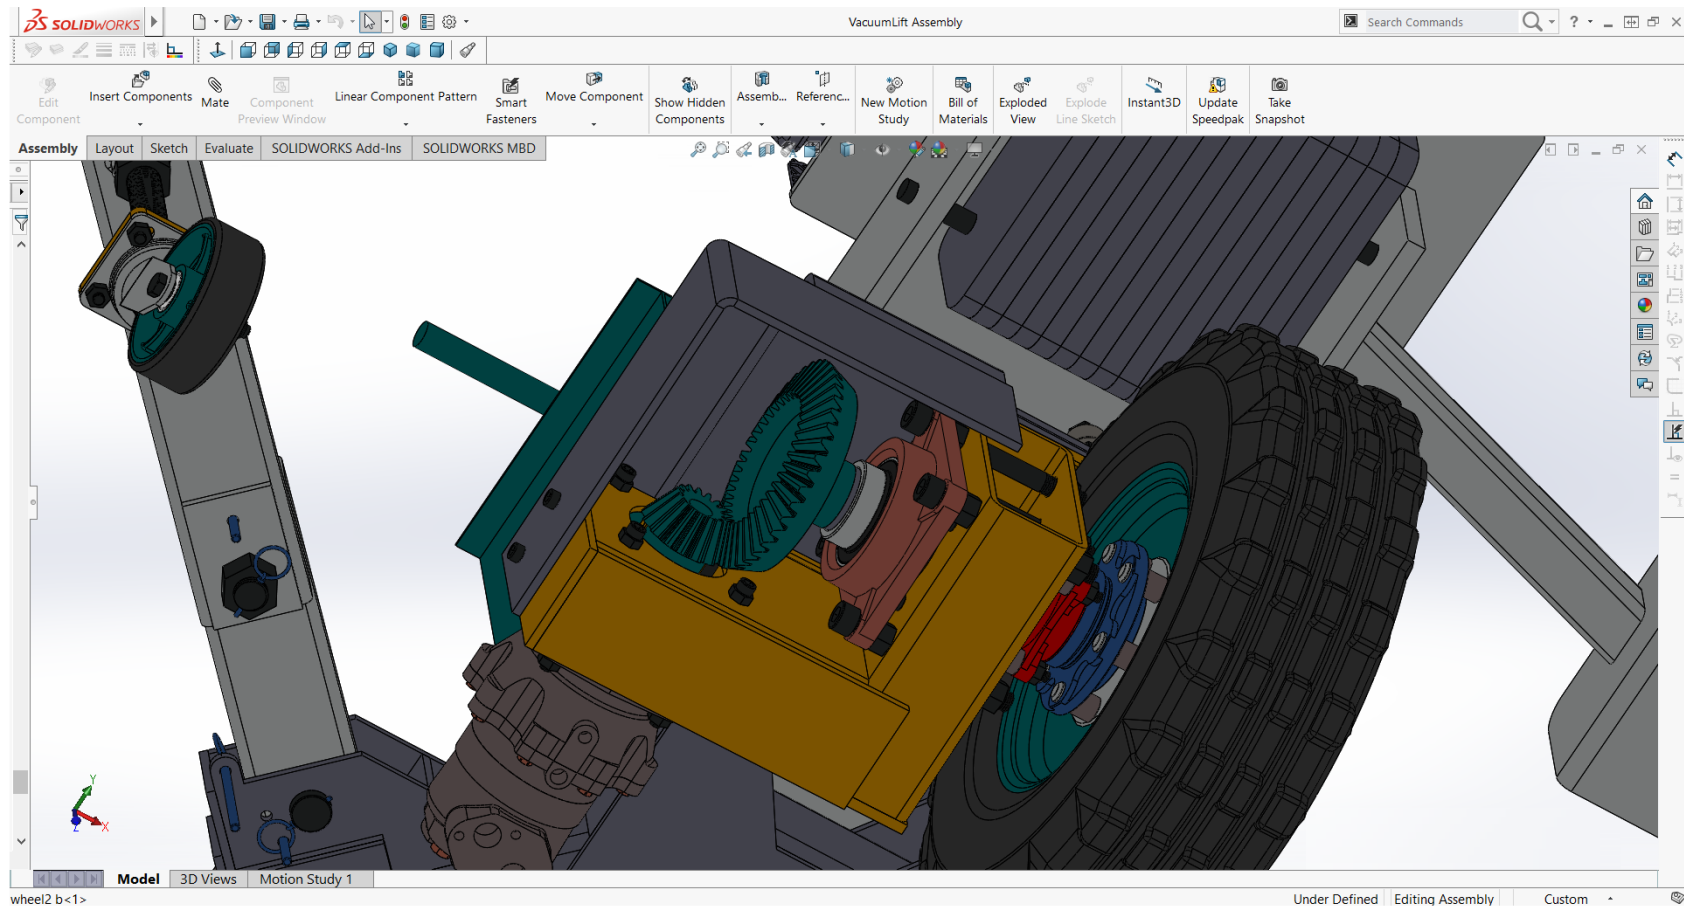 SOLIDWORKS
VacuumLift Assembly
Search Commands
?
Edit Component
Insert Components
Mate
Component Preview Window
Linear Component Pattern
Smart Fasteners
Move Component
Show Hidden Components
Assemb...
Referenc...
New Motion Study
Bill of Materials
Exploded View
Explode Line Sketch
Instant3D
Update Speedpak
Take Snapshot
Assembly
Layout
Sketch
Evaluate
SOLIDWORKS Add-Ins
SOLIDWORKS MBD
Y
X
Z
Model
3D Views
Motion Study 1
wheel2 b<1>
Under Defined
Editing Assembly
Custom